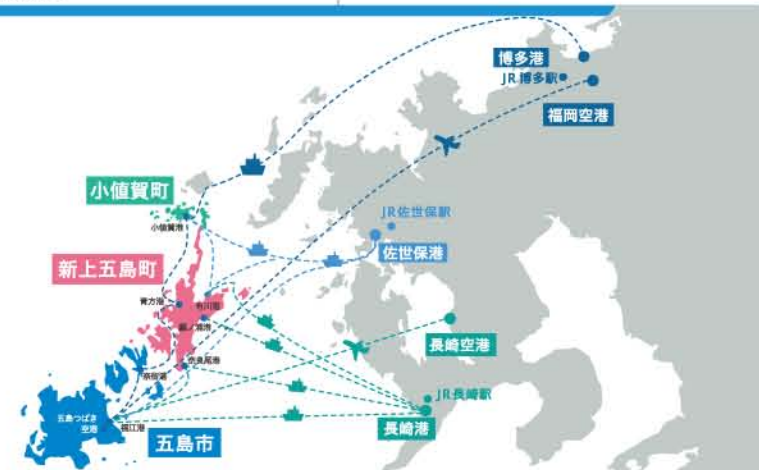 博多港
JR博多駅
福岡空港
小値賀町
小値賀港
JR佐世保駅
佐世保港
新上五島町
青方港
有川港
鯛ノ浦港
奈良尾港
長崎空港
奈留港
JR長崎駅
五島つばき
空港
福江港
長崎港
五島市